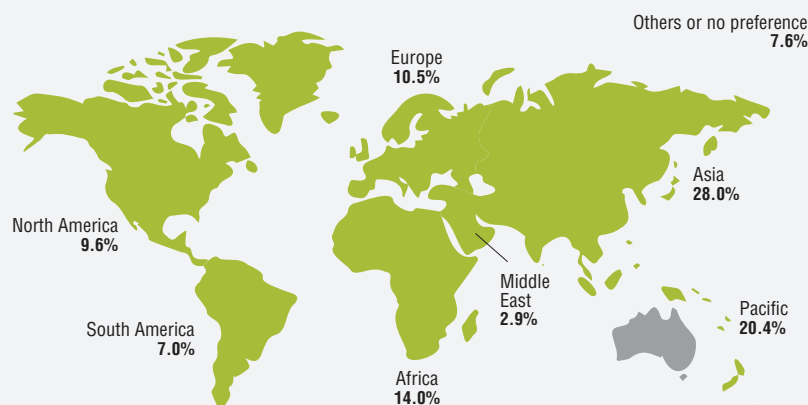 Others or no preference
7.6%
Europe
10.5%
Asia
28.0%
North America
9.6%
Middle
East
2.9%
Pacific
20.4%
South America
7.0%
Africa
14.0%